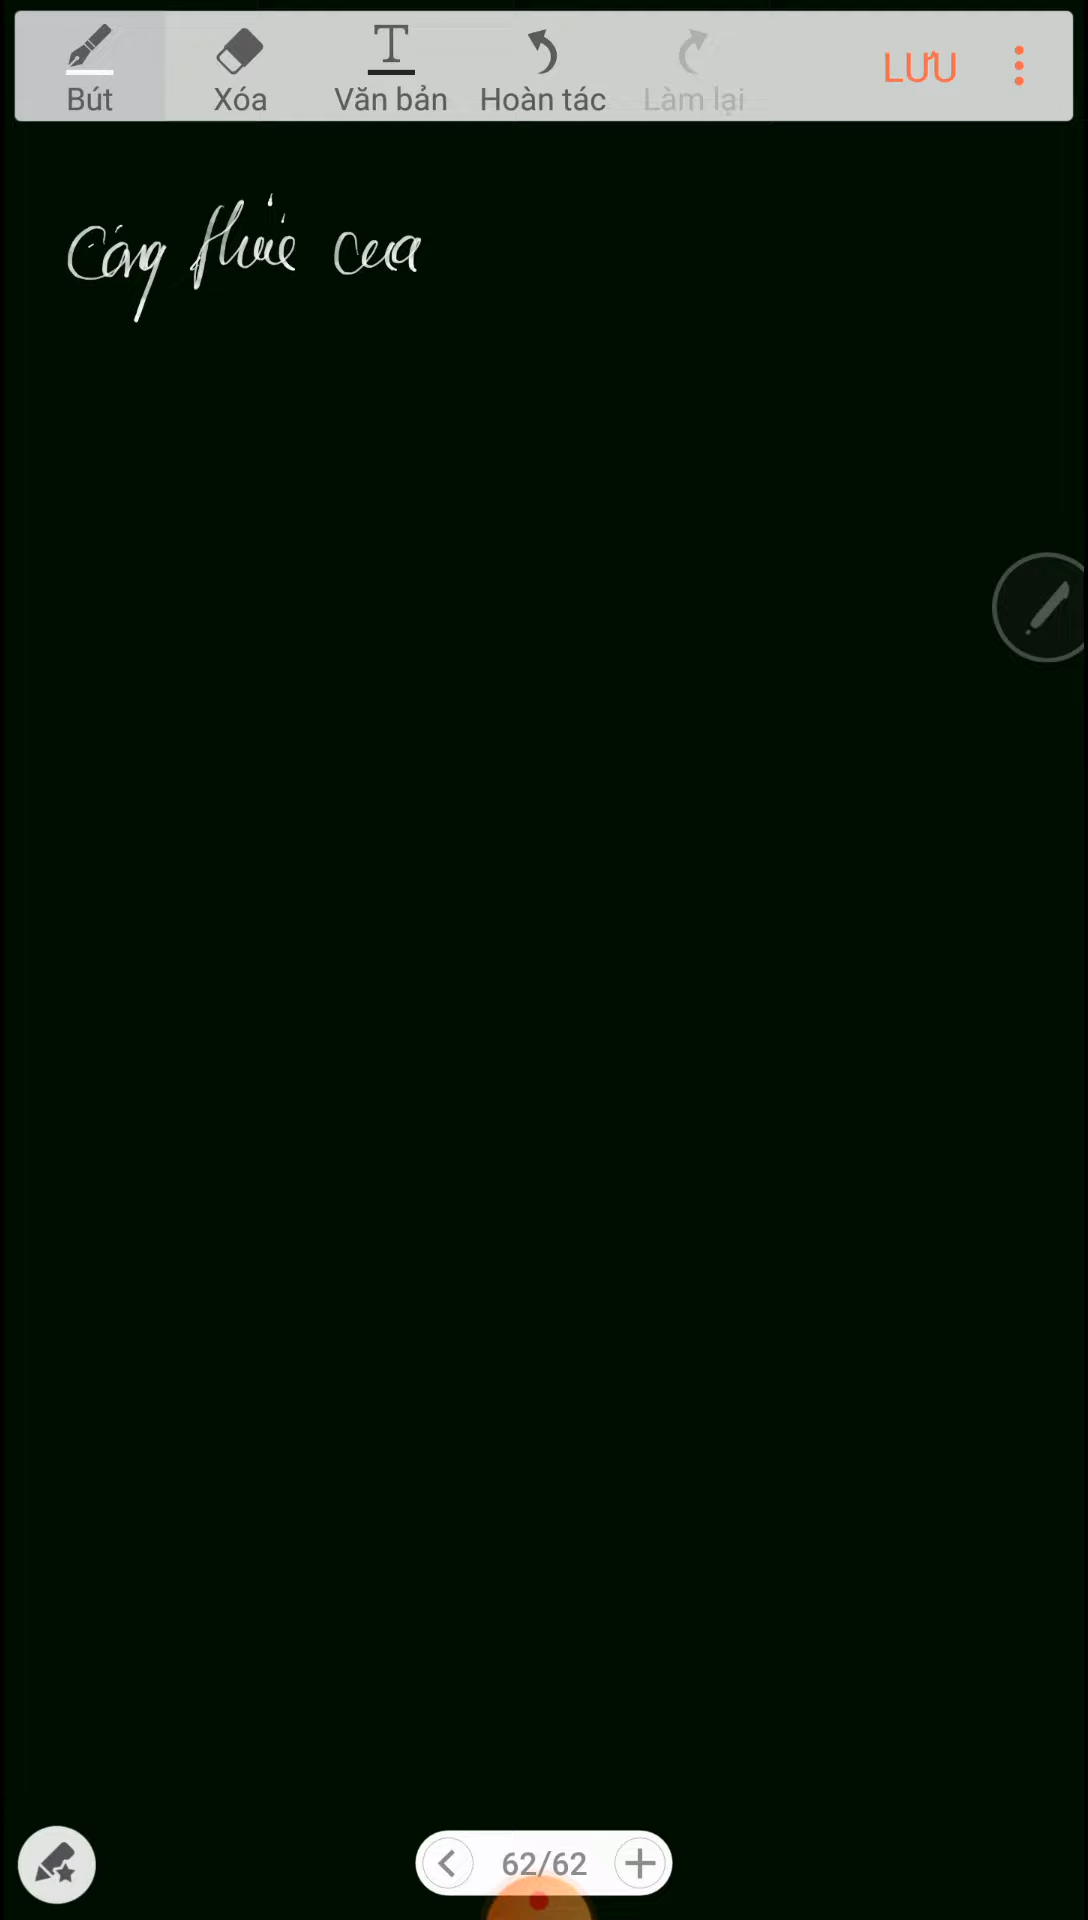 Bút Xóa Văn bản Hoàn tác Làm lại LƯU
Công thức của
62/62